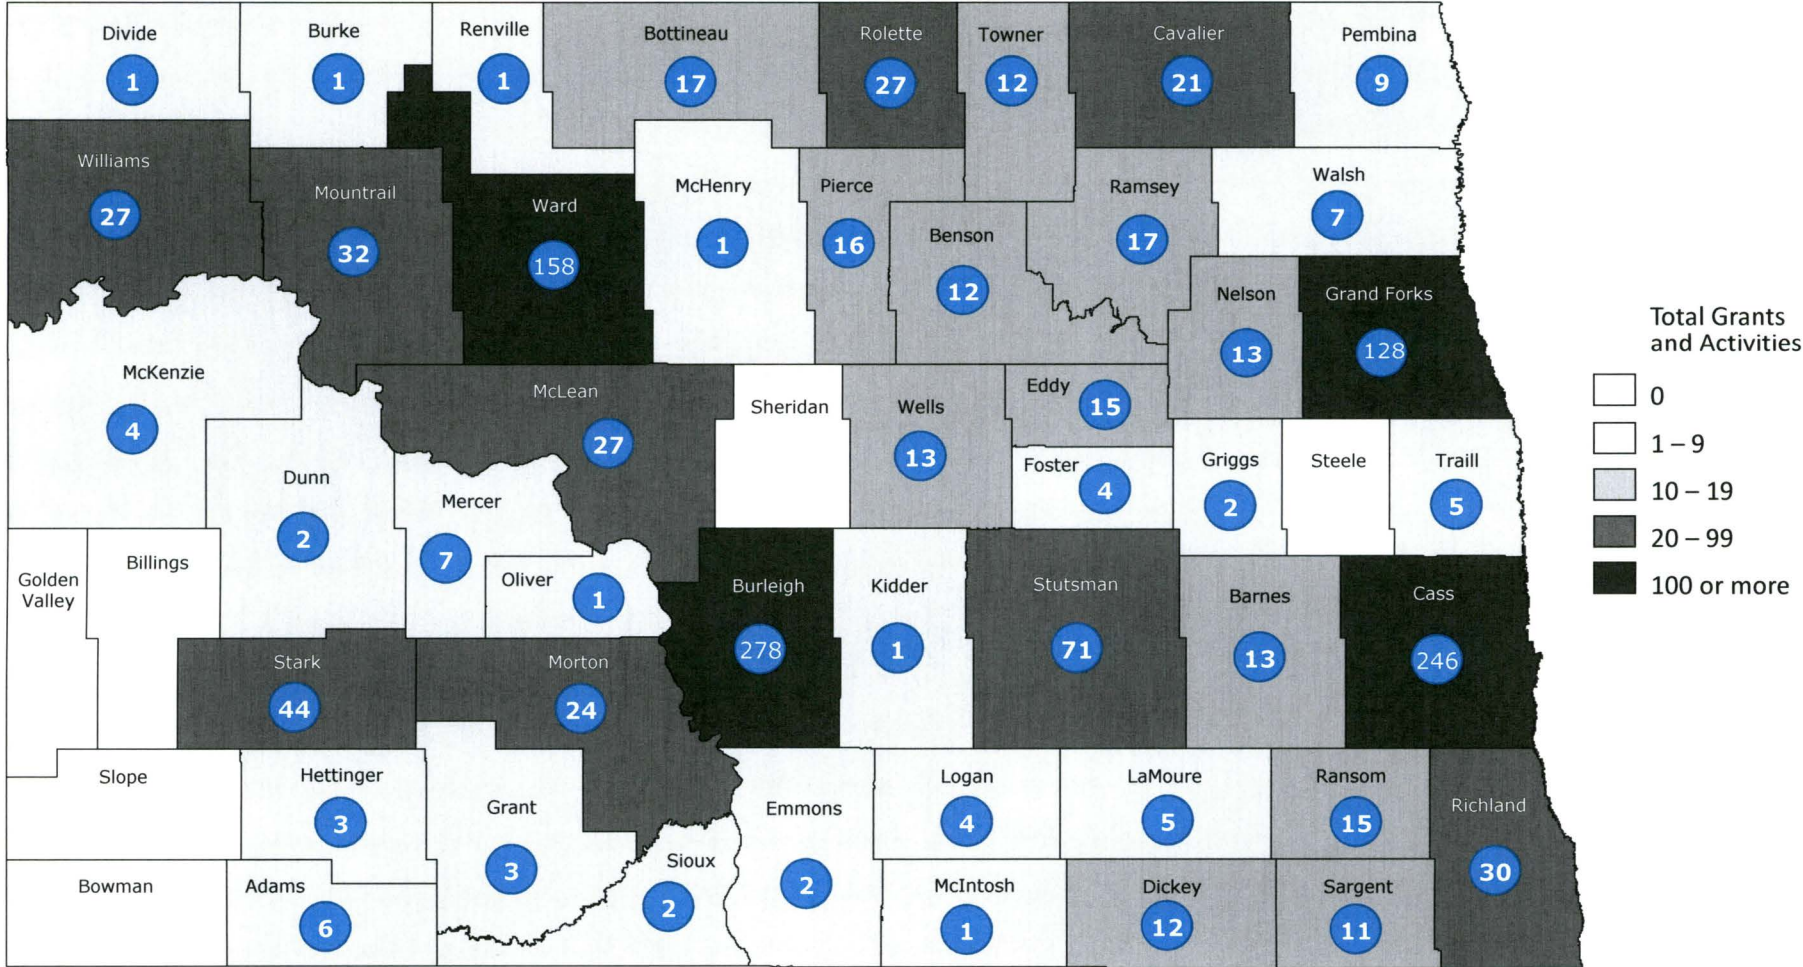 Divide
1
Burke
1
Renville
1
Bottineau
17
Rolette
27
Towner
12
Cavalier
21
Pembina
9
Williams
27
Mountrail
32
Ward
158
McHenry
1
Pierce
16
Benson
12
Ramsey
17
Walsh
7
Nelson
13
Grand Forks
128
McKenzie
4
Dunn
2
McLean
27
Mercer
7
Oliver
1
Sheridan
Wells
13
Eddy
15
Foster
4
Griggs
2
Steele
Traill
5
Golden
Valley
Billings
Stark
44
Morton
24
Burleigh
278
Kidder
1
Stutsman
71
Barnes
13
Cass
246
Slope
Hettinger
3
Grant
3
Sioux
2
Emmons
2
Logan
4
LaMoure
5
Ransom
15
Richland
30
Bowman
Adams
6
McIntosh
1
Dickey
12
Sargent
11
Total Grants
and Activities
0
1 – 9
10 – 19
20 – 99
100 or more